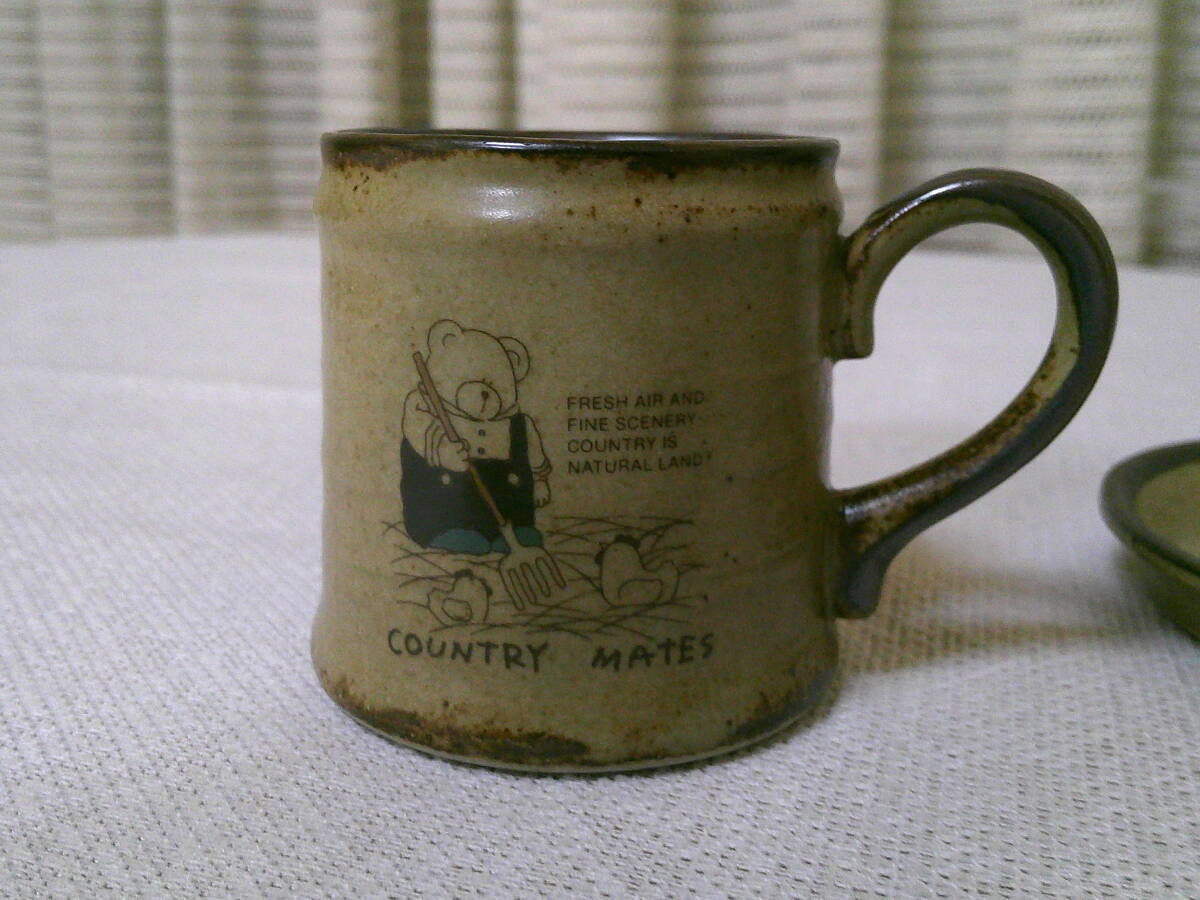 FRESH AIR AND
FINE SCENERY
COUNTRY IS
NATURAL LAND!
COUNTRY MATES